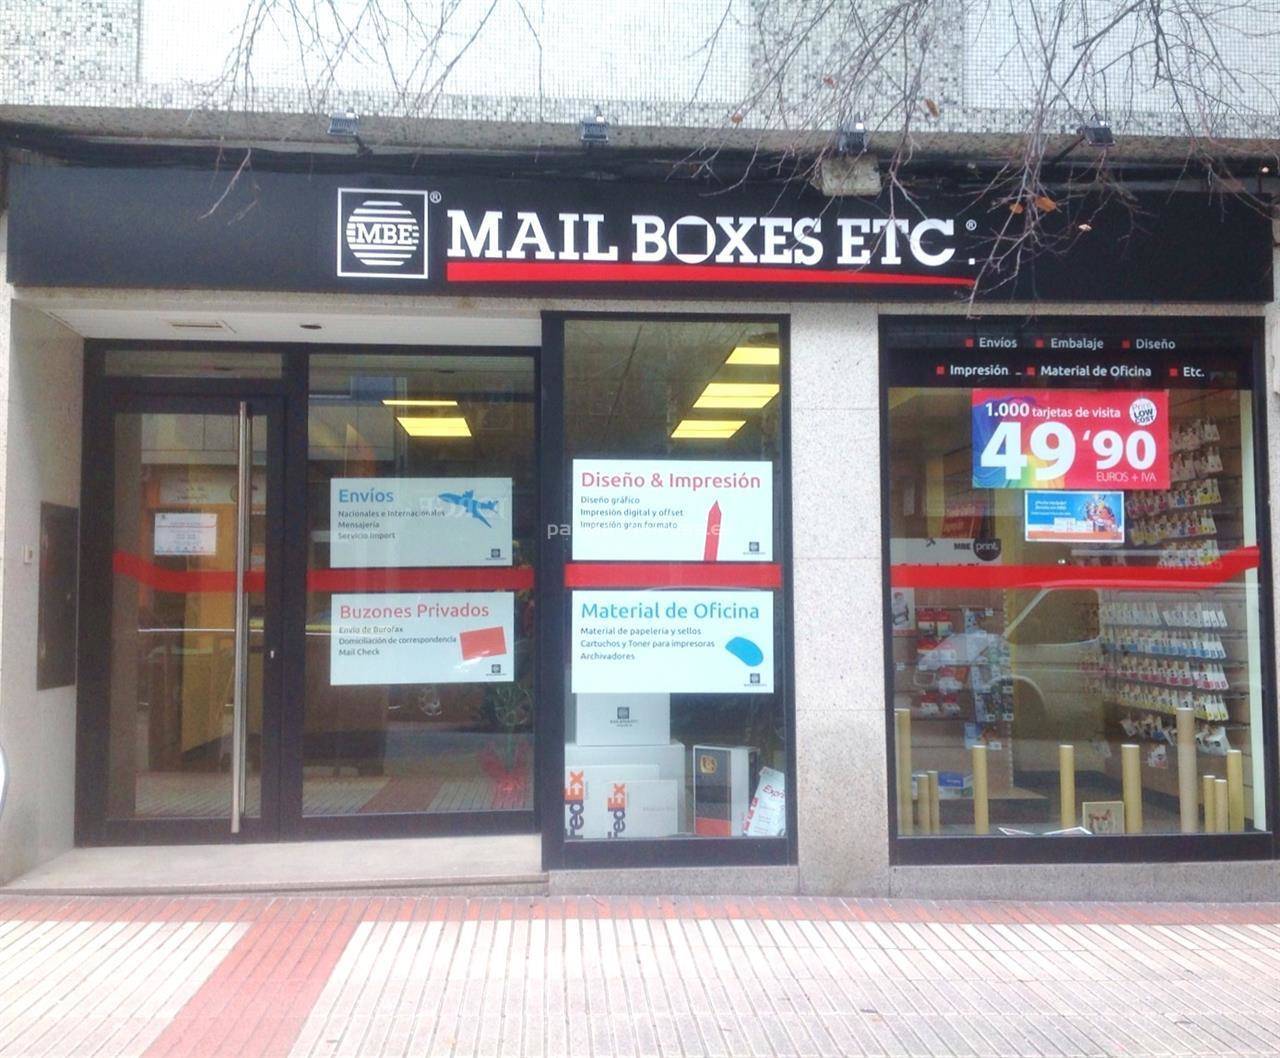 MBE ® MAIL BOXES ETC. ®
Envíos Embalaje Diseño
Impresión Material de Oficina Etc.
1.000 tarjetas de visita
Print LOW COST
49‘90
EUROS + IVA
Envíos
Nacionales e Internacionales
Mensajería
Servicio Import
Diseño & Impresión
Diseño gráfico
Impresión digital y offset
Impresión gran formato
Buzones Privados
Envío de Burofax
Domiciliación de correspondencia
Mail Check
Material de Oficina
Material de papelería y sellos
Cartuchos y Toner para impresoras
Archivadores
MBE print.
FedEx
FedEx